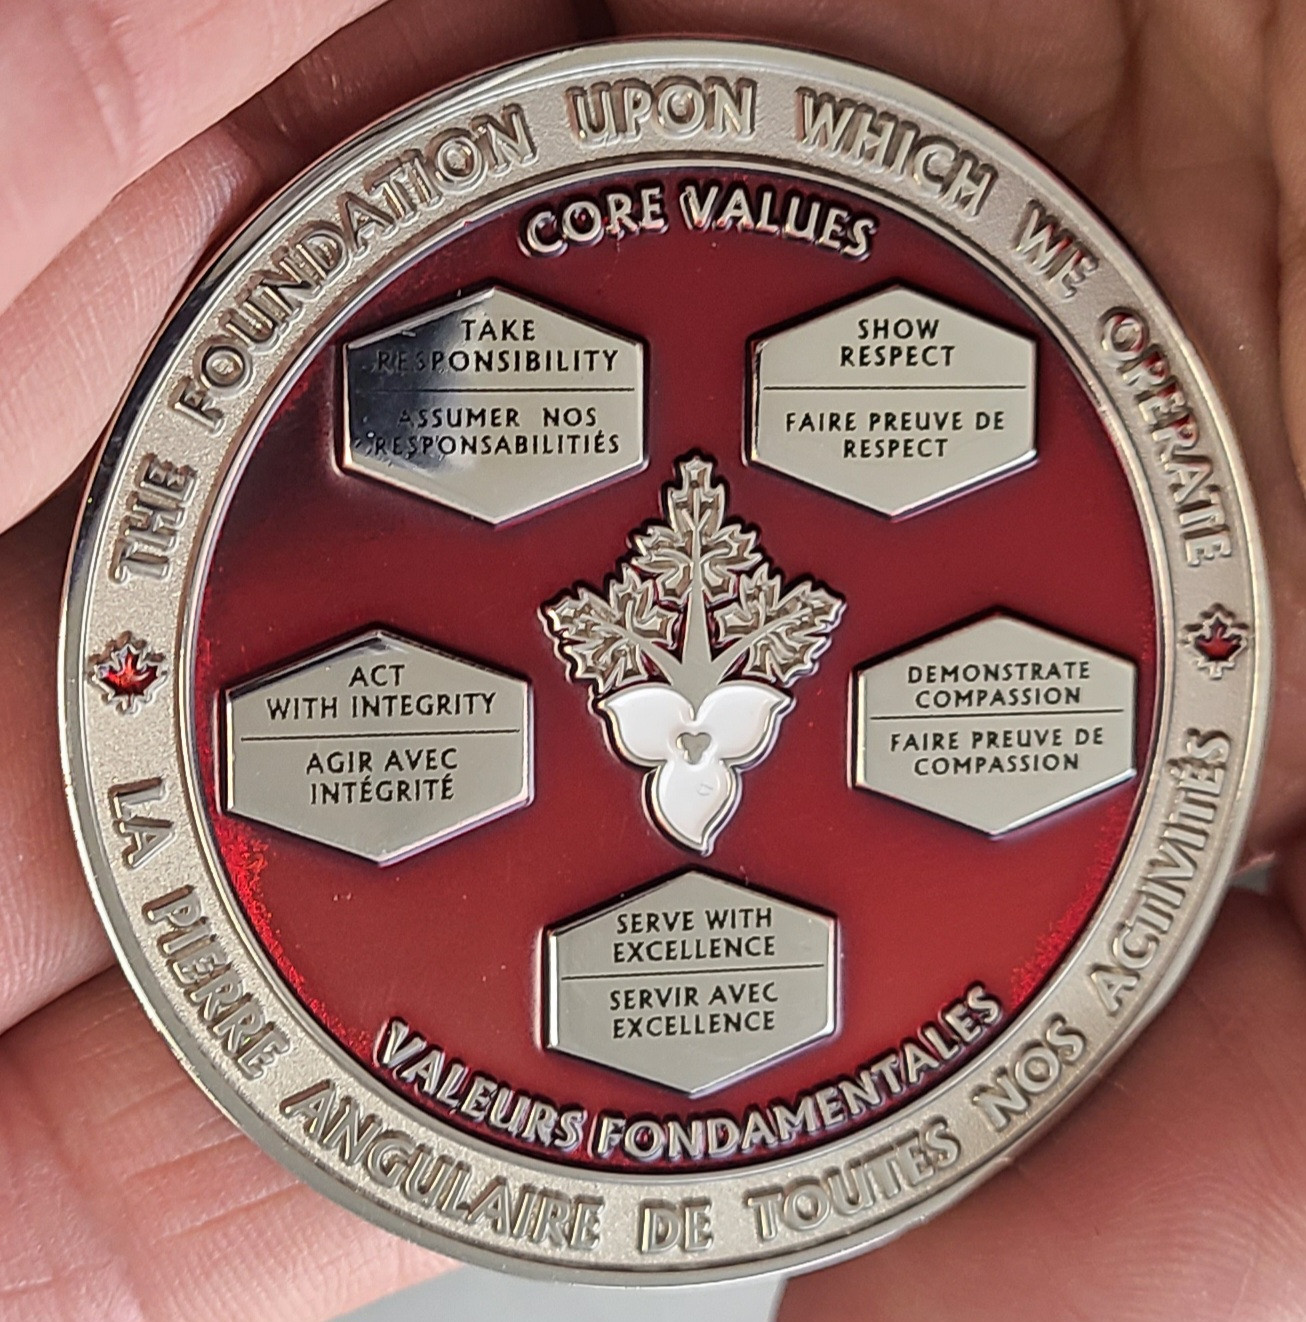 THE FOUNDATION UPON WHICH WE OPERATE
CORE VALUES
TAKE
RESPONSIBILITY
ASSUMER NOS
RESPONSABILITIÉS
SHOW
RESPECT
FAIRE PREUVE DE
RESPECT
ACT
WITH INTEGRITY
AGIR AVEC
INTÉGRITÉ
DEMONSTRATE
COMPASSION
FAIRE PREUVE DE
COMPASSION
SERVE WITH
EXCELLENCE
SERVIR AVEC
EXCELLENCE
VALEURS FONDAMENTALES
LA PIERRE ANGULAIRE DE TOUTES NOS ACTIVITIÉS